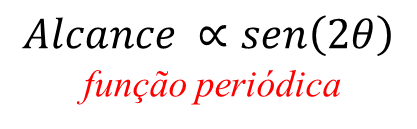 Alcance ∝ sen(2θ)
função periódica